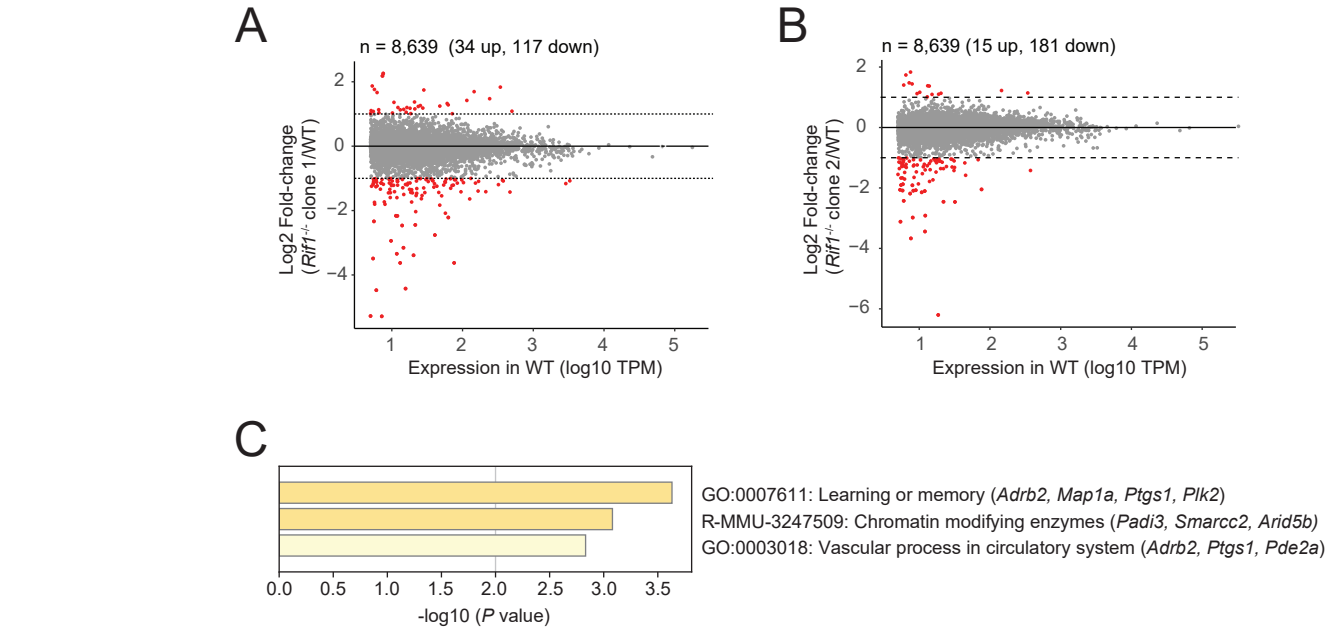 A
n = 8,639 (34 up, 117 down)
Log2 Fold-change
(Rif1-/- clone 1/WT)
2
0
−2
−4
1 2 3 4 5
Expression in WT (log10 TPM)
B
n = 8,639 (15 up, 181 down)
Log2 Fold-change
(Rif1-/- clone 2/WT)
2
0
−2
−4
−6
1 2 3 4 5
Expression in WT (log10 TPM)
C
GO:0007611: Learning or memory (Adrb2, Map1a, Ptgs1, Plk2)
R-MMU-3247509: Chromatin modifying enzymes (Padi3, Smarcc2, Arid5b)
GO:0003018: Vascular process in circulatory system (Adrb2, Ptgs1, Pde2a)
0.0 0.5 1.0 1.5 2.0 2.5 3.0 3.5
-log10 (P value)